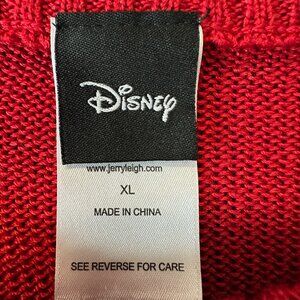 Disney
www.jerryleigh.com
XL
MADE IN CHINA
SEE REVERSE FOR CARE